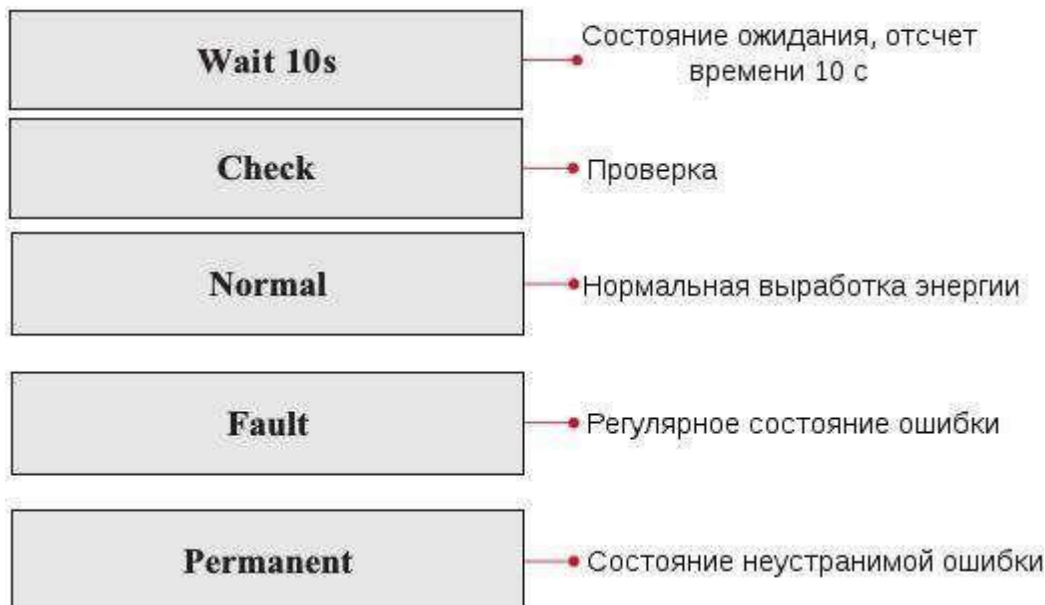 Wait 10s
Состояние ожидания, отсчет
времени 10 с
Check
Проверка
Normal
Нормальная выработка энергии
Fault
Регулярное состояние ошибки
Permanent
Состояние неустранимой ошибки